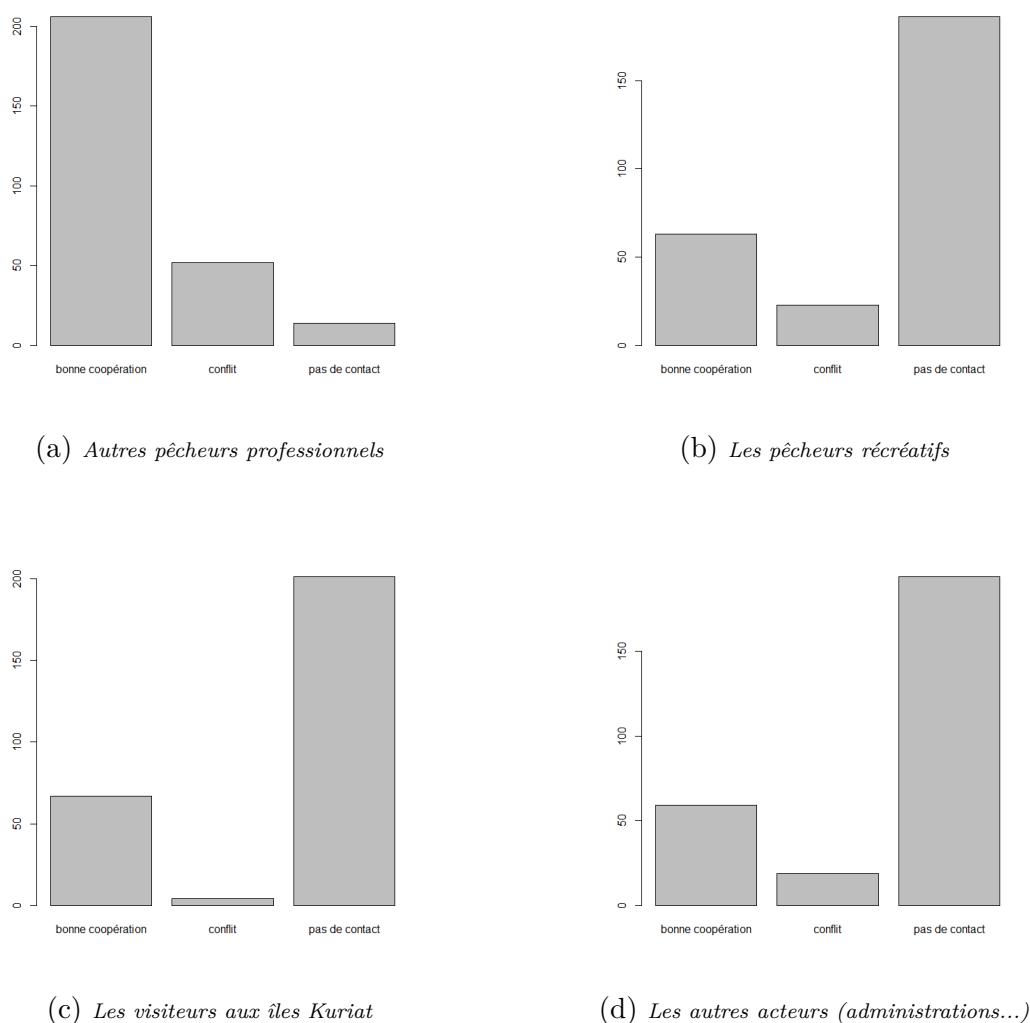 200
150
100
50
0
bonne coopération conflit pas de contact
(a) Autres pêcheurs professionnels
150
100
50
0
bonne coopération conflit pas de contact
(b) Les pêcheurs récréatifs
200
150
100
50
0
bonne coopération conflit pas de contact
(c) Les visiteurs aux îles Kuriat
150
100
50
0
bonne coopération conflit pas de contact
(d) Les autres acteurs (administrations...)